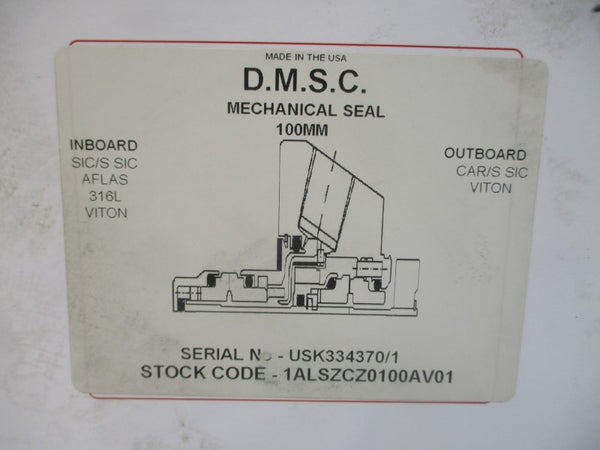 MADE IN THE USA
D.M.S.C.
MECHANICAL SEAL
100MM
INBOARD
SIC/S SIC
AFLAS
316L
VITON
OUTBOARD
CAR/S SIC
VITON
SERIAL No - USK334370/1
STOCK CODE - 1ALSZCZ0100AV01